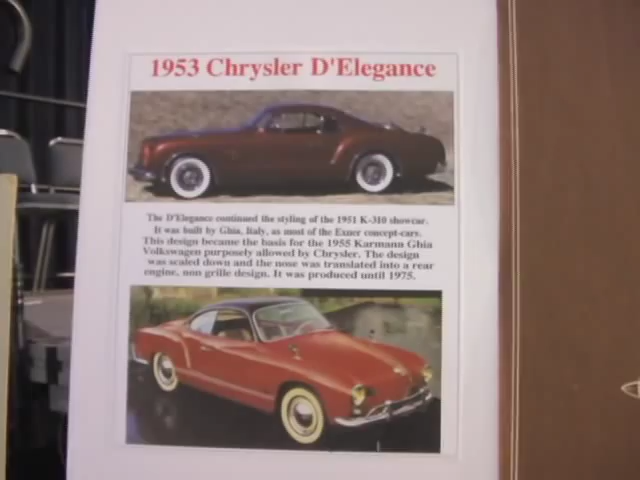 1953 Chrysler D'Elegance
The D'Elegance continued the styling of the 1951 K-310 showcar.
It was built by Ghia, Italy, as most of the Exner concept-cars.
This design became the basis for the 1955 Karmann Ghia
Volkswagen purposely allowed by Chrysler. The design
was scaled down and the nose was translated into a rear
engine, non grille design. It was produced until 1975.